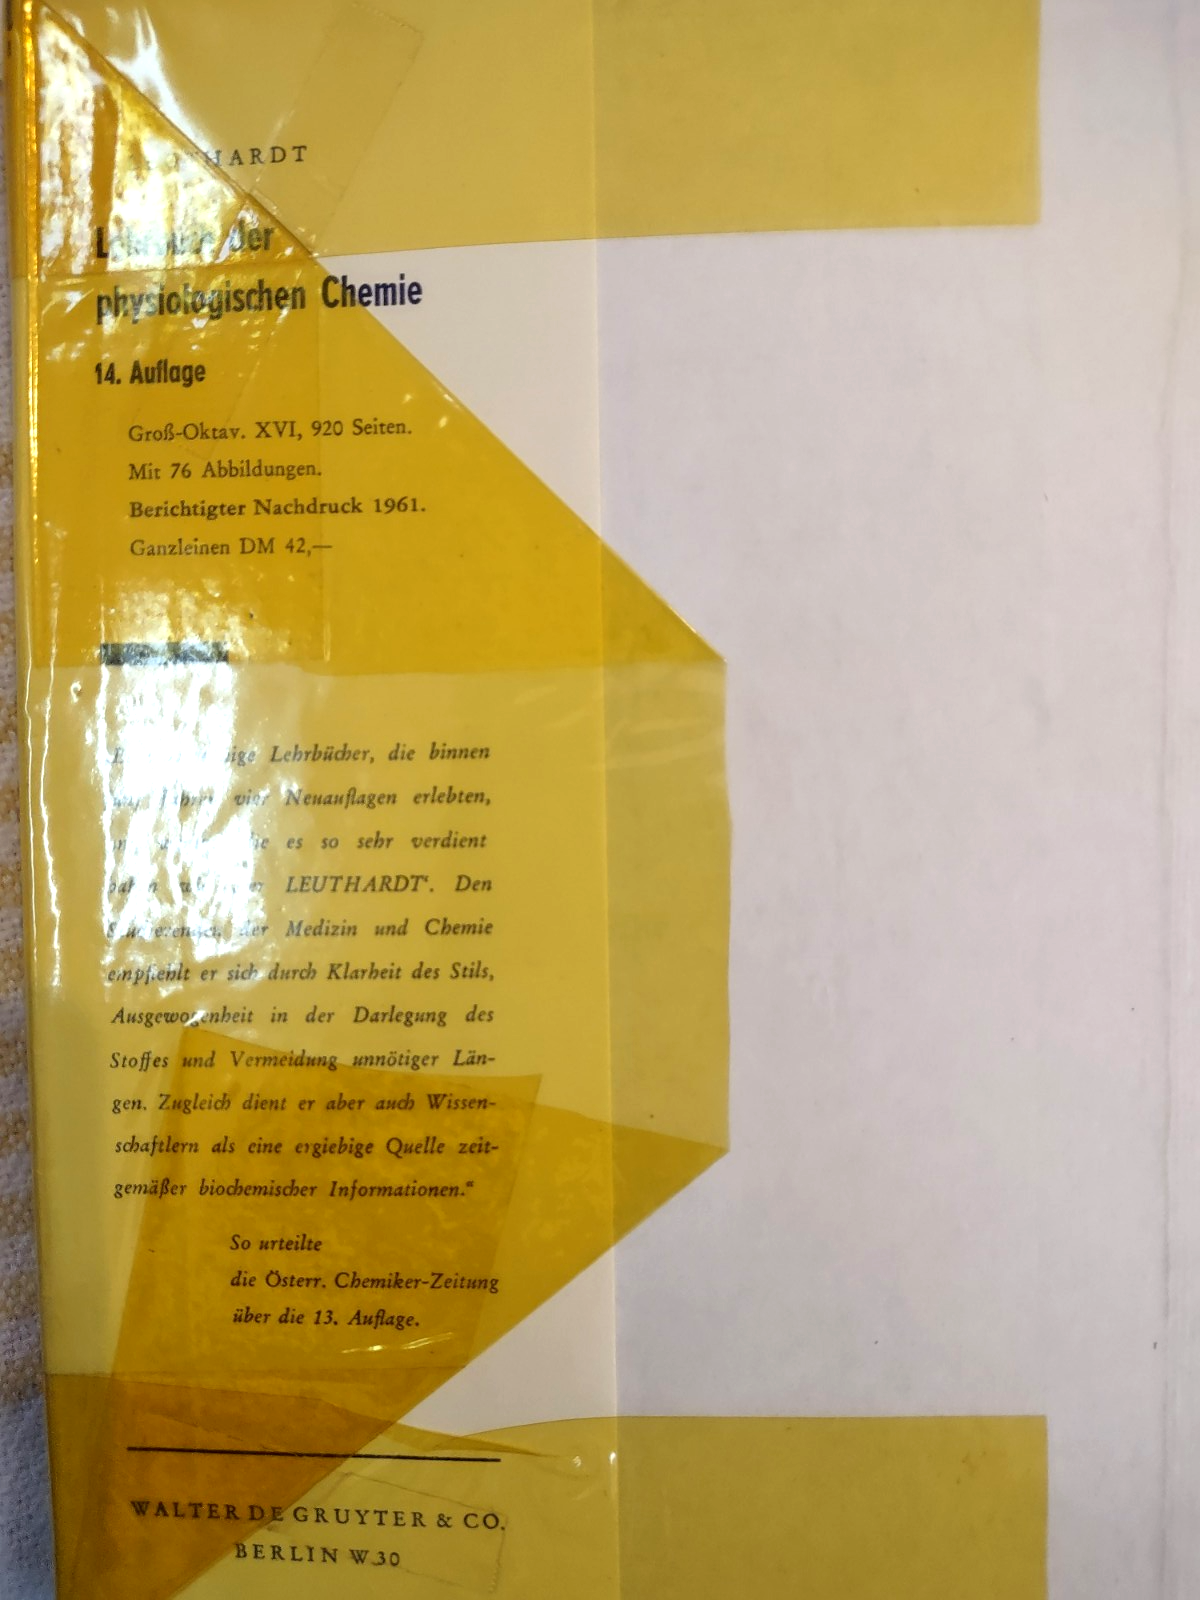 HARDT
Lehrbuch der
physiologischen Chemie
14. Auflage
Groß-Oktav. XVI, 920 Seiten.
Mit 76 Abbildungen.
Berichtigter Nachdruck 1961.
Ganzleinen DM 42,—
Lehrbücher, die binnen
vier Neuauflagen erlebten,
es so sehr verdient
LEUTHARDT‘. Den
der Medizin und Chemie
empfiehlt er sich durch Klarheit des Stils,
Ausgewogenheit in der Darlegung des
Stoffes und Vermeidung unnötiger Län-
gen. Zugleich dient er aber auch Wissen-
schaftlern als eine ergiebige Quelle zeit-
gemäßer biochemischer Informationen.“
So urteilte
die Österr. Chemiker-Zeitung
über die 13. Auflage.
WALTER DE GRUYTER & CO.
BERLIN W 30